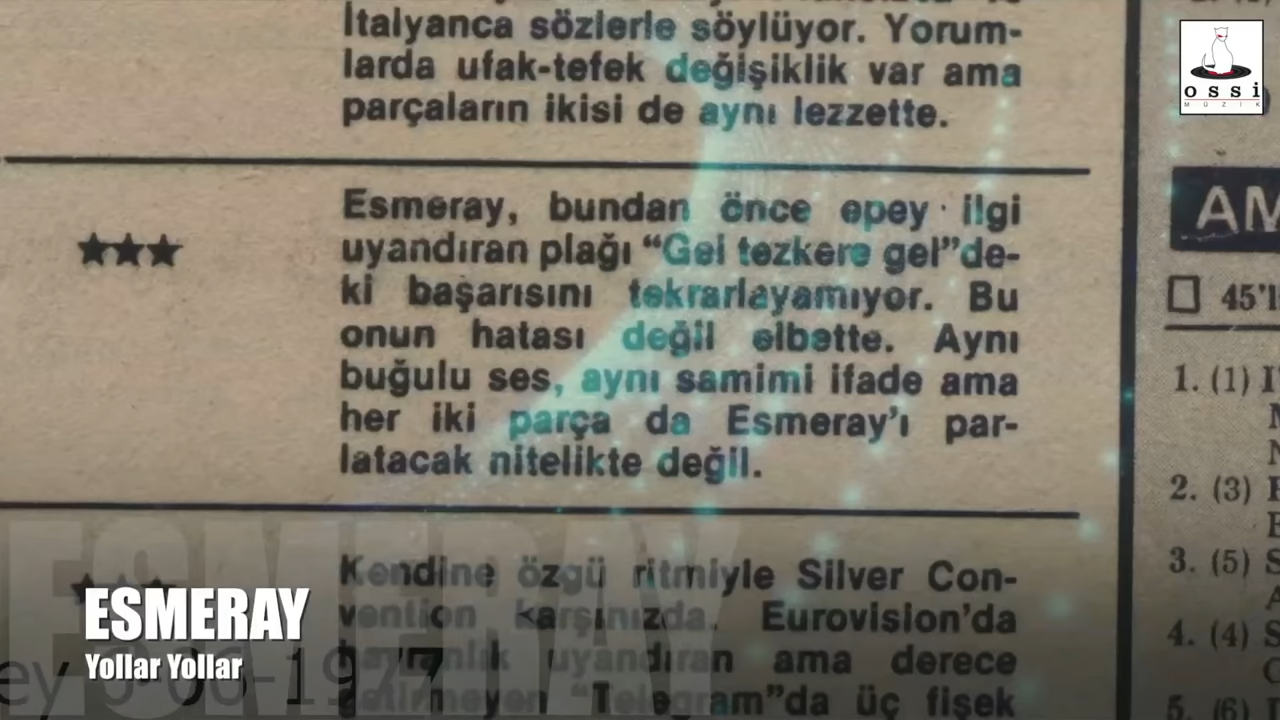 İtalyanca sözlerle söylüyor. Yorum-
larda ufak-tefek değişiklik var ama
parçaların ikisi de aynı lezzette.
★★★
Esmeray, bundan önce epey ilgi
uyandıran plağı “Gel tezkere gel”de-
ki başarısını tekrarlayamıyor. Bu
onun hatası değil elbette. Aynı
buğulu ses, aynı samimi ifade ama
her iki parça da Esmeray’ı par-
latacak nitelikte değil.
Kendine özgü ritmiyle Silver Con-
vention karşınızda. Eurovision’da
hayranlık uyandıran ama derece
getirmeyen “Telegram”da üç fişek
ossi
MÜZİK
AM
45'l
1. (1)
2. (3)
3. (5) S
4. (4) S
5. (6)
ESMERAY
ESMERAY
Yollar Yollar